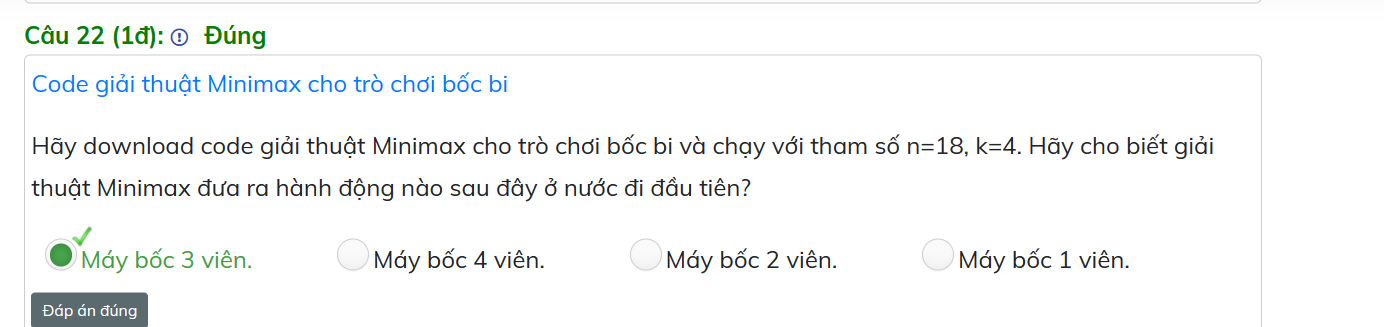 Câu 22 (1đ): Đúng
Code giải thuật Minimax cho trò chơi bốc bi
Hãy download code giải thuật Minimax cho trò chơi bốc bi và chạy với tham số n=18, k=4. Hãy cho biết giải
thuật Minimax đưa ra hành động nào sau đây ở nước đi đầu tiên?
Máy bốc 3 viên. Máy bốc 4 viên. Máy bốc 2 viên. Máy bốc 1 viên.
Đáp án đúng